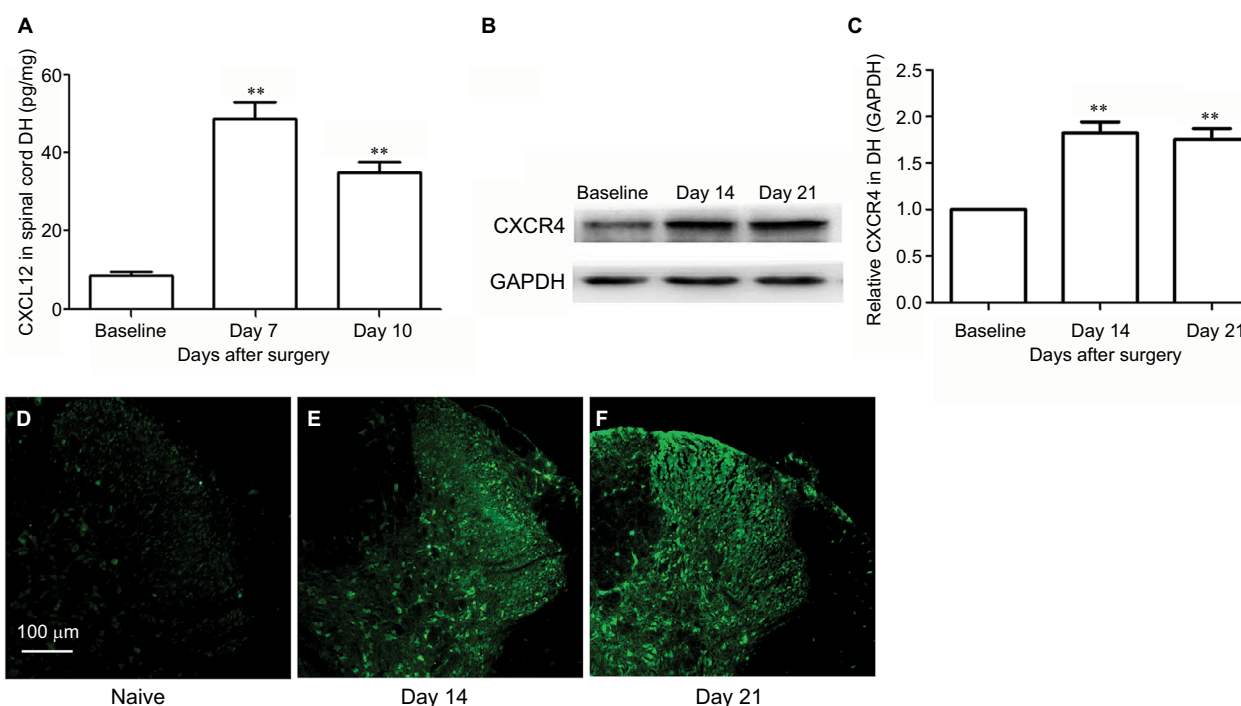 A
CXCL12 in spinal cord DH (pg/mg)
60
40
20
0
**
**
Baseline Day 7 Day 10
Days after surgery
B
Baseline Day 14 Day 21
CXCR4
GAPDH
C
Relative CXCR4 in DH (GAPDH)
2.5
2.0
1.5
1.0
0.5
0.0
**
**
Baseline Day 14 Day 21
Days after surgery
D
100 μm
Naive
E
Day 14
F
Day 21